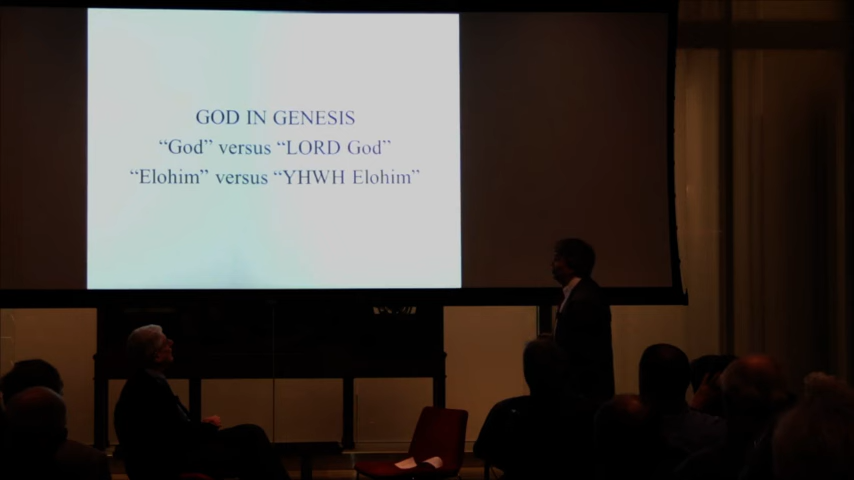 GOD IN GENESIS
“God” versus “LORD God”
“Elohim” versus “YHWH Elohim”